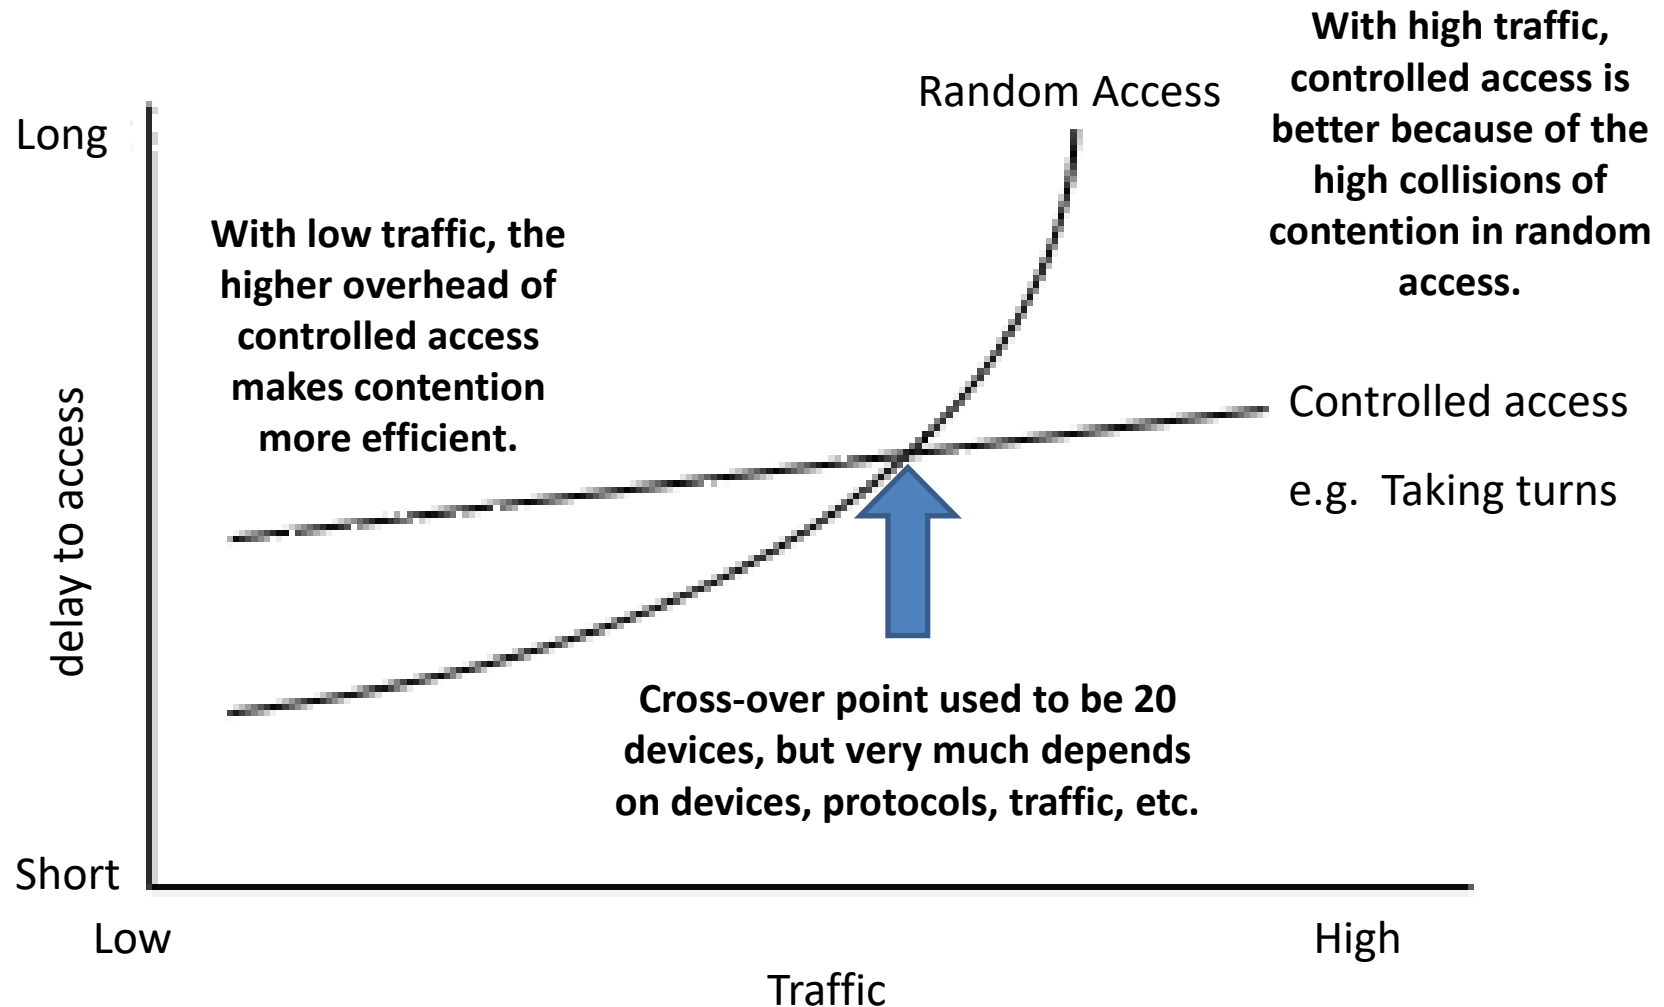 With high traffic,
controlled access is
better because of the
high collisions of
contention in random
access.
Random Access
Long
With low traffic, the
higher overhead of
controlled access
makes contention
more efficient.
Controlled access
e.g. Taking turns
delay to access
Cross-over point used to be 20
devices, but very much depends
on devices, protocols, traffic, etc.
Short
Low
High
Traffic